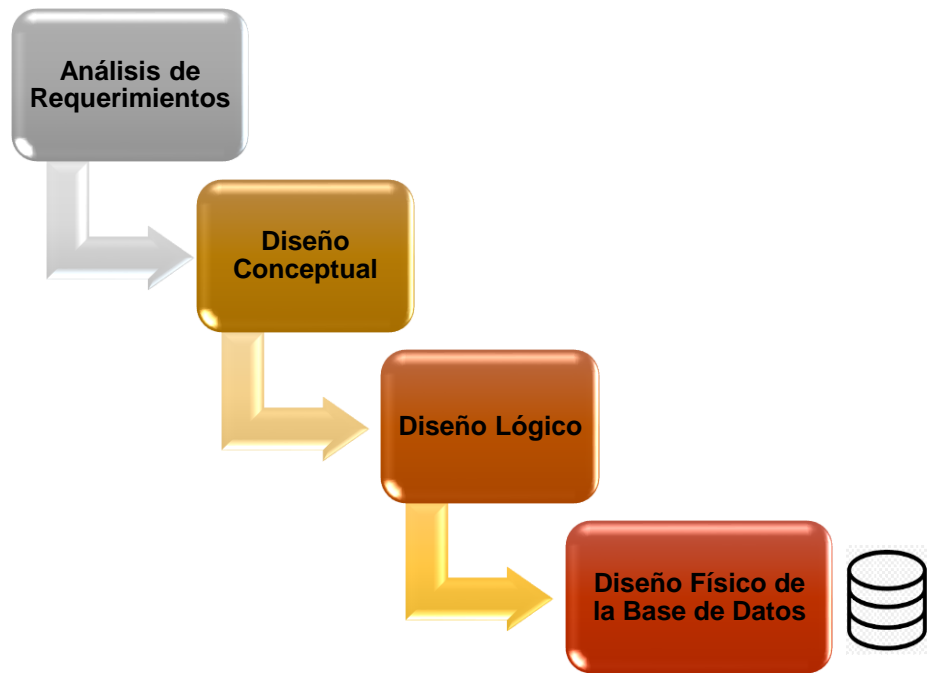 Análisis de
Requerimientos
Diseño
Conceptual
Diseño Lógico
Diseño Físico de
la Base de Datos